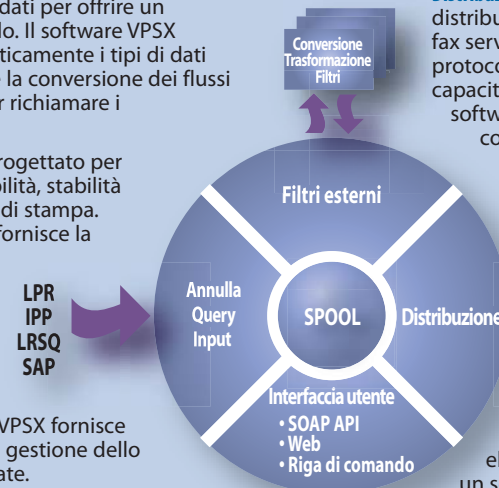 dati per offrire un
do. Il software VPSX
ticamente i tipi di dati
la conversione dei flussi
r richiamare i
rogettato per
bilità, stabilità
di stampa.
fornisce la
VPSX fornisce
gestione dello
ate.
Conversione
Trasformazione
Filtri
distribu
fax serv
protoco
capacit
softw
co
Filtri esterni
LPR
IPP
LRSQ
SAP
Annulla
Query
Input
SPOOL
Distribuzione
Interfaccia utente
• SOAP API
• Web
• Riga di comando
el
un s